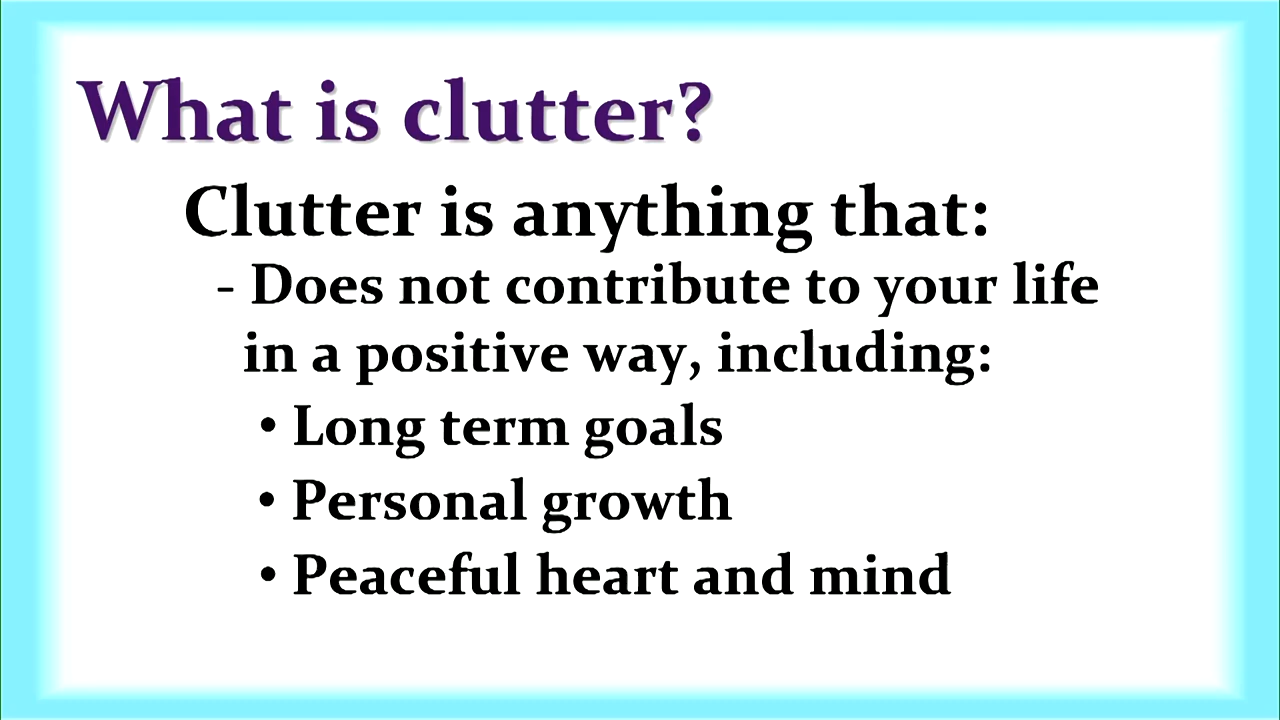 What is clutter?
Clutter is anything that:
- Does not contribute to your life
in a positive way, including:
• Long term goals
• Personal growth
• Peaceful heart and mind